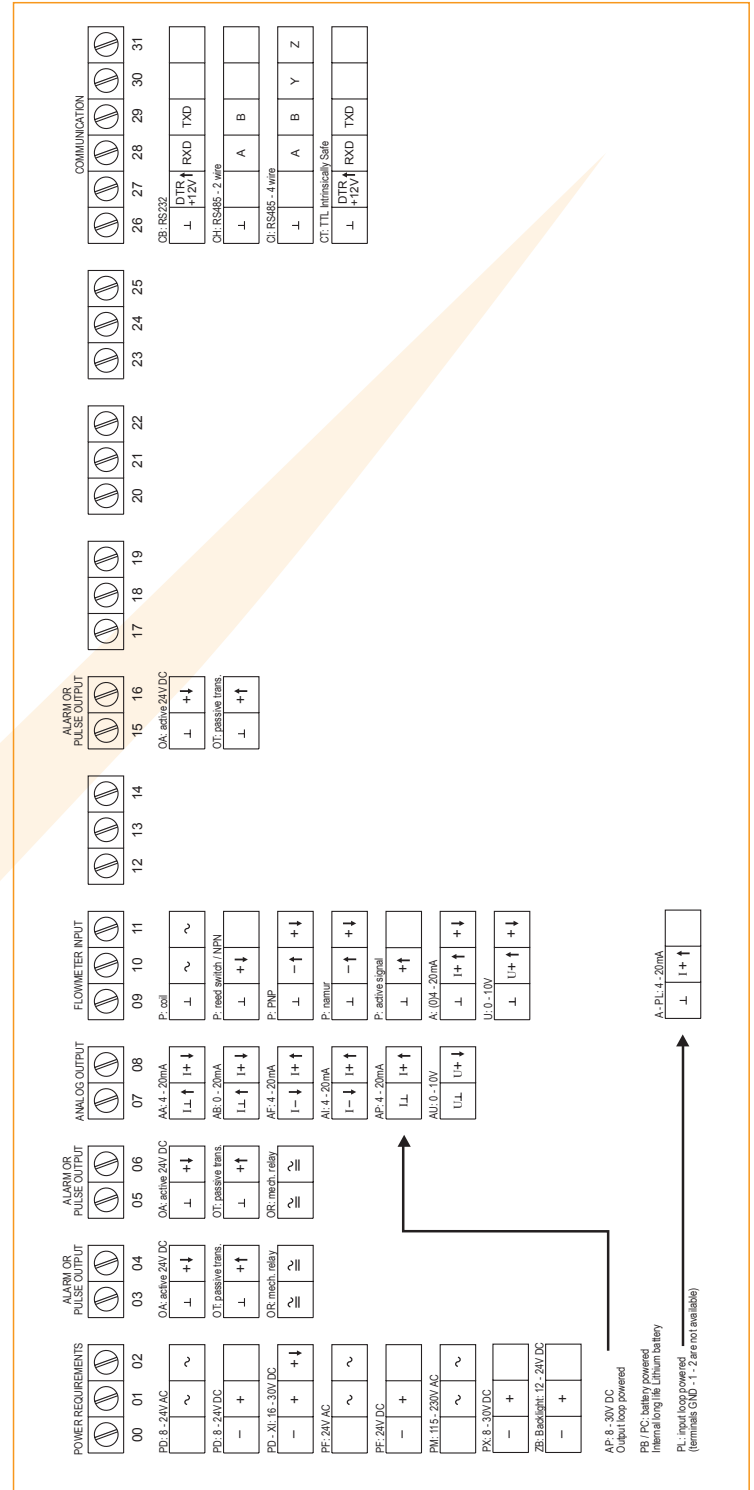 POWER REQUIREMENTS
00 01 02
PD: 8 - 24V AC
~ ~
PD: 8 - 24V DC
– +
PD - XI: 16 - 30V DC
– + +↓
PF: 24V AC
~ ~
PF: 24V DC
– +
PM: 115 - 230V AC
~ ~
PX: 8 - 30V DC
– +
ZB: Backlight: 12 - 24V DC
– +
AP: 8 - 30V DC
Output loop powered
PB / PC: battery powered
Internal long life Lithium battery
PL: input loop powered
(terminals GND - 1 - 2 are not available)
ALARM OR
PULSE OUTPUT
03 04
OA: active 24V DC
⊥ +↓
OT: passive trans.
⊥ +↑
OR: mech. relay
ALARM OR
PULSE OUTPUT
05 06
OA: active 24V DC
⊥ +↓
OT: passive trans.
⊥ +↑
OR: mech. relay
ANALOG OUTPUT
07 08
AA: 4 - 20mA
I⊥↑ I+↓
AB: 0 - 20mA
I⊥↑ I+↓
AF: 4 - 20mA
I–↓ I+↑
AI: 4 - 20mA
I–↓ I+↑
AP: 4 - 20mA
I⊥ I+↑
AU: 0 - 10V
U⊥ U+↓
FLOWMETER INPUT
09 10 11
P: coil
⊥ ~ ~
P: reed switch / NPN
⊥ +↓
P: PNP
⊥ –↑ +↓
P: namur
⊥ –↑ +↓
P: active signal
⊥ +↑
A: (0)4 - 20mA
⊥ I+↑ +↓
U: 0 - 10V
⊥ U+↑ +↓
A - PL: 4 - 20mA
⊥ I+↑
12 13 14
ALARM OR
PULSE OUTPUT
15 16
OA: active 24V DC
⊥ +↓
OT: passive trans.
⊥ +↑
17 18 19
20 21 22
23 24 25
COMMUNICATION
26 27 28 29 30 31
CB: RS232
⊥ DTR +12V↑ RXD TXD
CH: RS485 - 2 wire
⊥ A B
CI: RS485 - 4 wire
⊥ A B Y Z
CT: TTL Intrinsically Safe
⊥ DTR +12V↑ RXD TXD